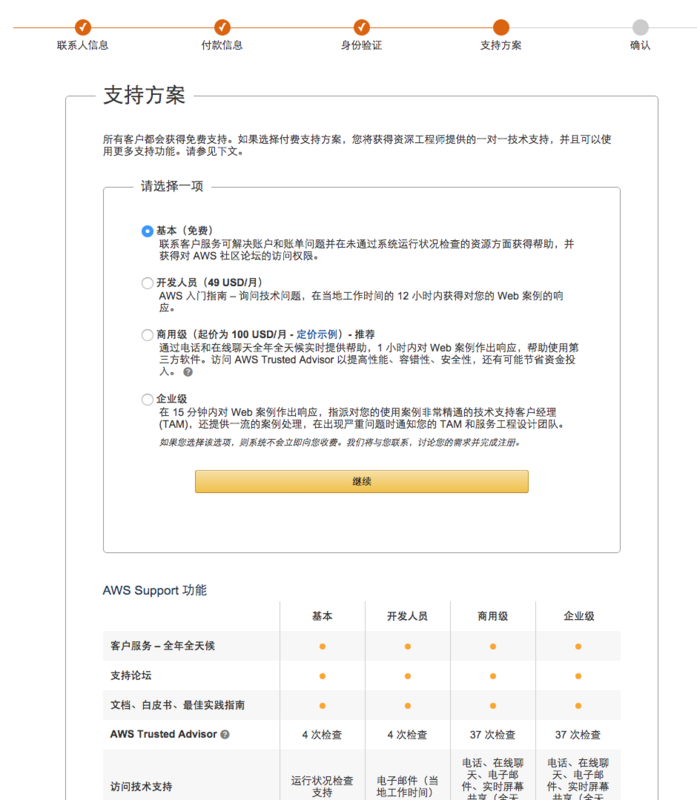 联系人信息 付款信息 身份验证 支持方案 确认
支持方案
所有客户都会获得免费支持。如果选择付费支持方案，您将获得资深工程师提供的一对一技术支持，并且可以使
用更多支持功能。请参见下文。
请选择一项
基本（免费）
联系客户服务可解决账户和账单问题并在未通过系统运行状况检查的资源方面获得帮助，并
获得对 AWS 社区论坛的访问权限。
开发人员（49 USD/月）
AWS 入门指南 – 询问技术问题，在当地工作时间的 12 小时内获得对您的 Web 案例的响
应。
商用级（起价为 100 USD/月 - 定价示例）- 推荐
通过电话和在线聊天全年全天候实时提供帮助，1 小时内对 Web 案例作出响应，帮助使用第
三方软件。访问 AWS Trusted Advisor 以提高性能、容错性、安全性，还有可能节省资金投
入。 ?
企业级
在 15 分钟内对 Web 案例作出响应，指派对您的使用案例非常精通的技术支持客户经理
(TAM)，还提供一流的案例处理，在出现严重问题时通知您的 TAM 和服务工程设计团队。
如果您选择该选项，则系统不会立即向您收费。我们将与您联系，讨论您的需求并完成注册。
继续
AWS Support 功能
基本 开发人员 商用级 企业级
客户服务 – 全年全天候
支持论坛
文档、白皮书、最佳实践指南
AWS Trusted Advisor ? 4 次检查 4 次检查 37 次检查 37 次检查
访问技术支持
运行状况检查
支持
电子邮件（当
地工作时间）
电话、在线聊
天、电子邮
件、实时屏幕
共享（全天
电话、在线聊
天、电子邮
件、实时屏幕
共享（全天